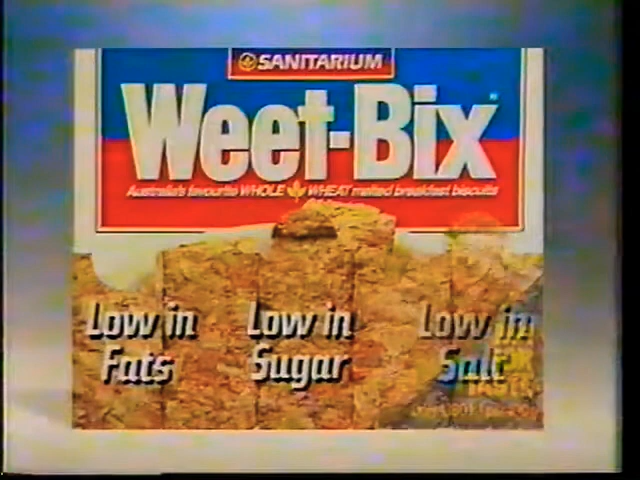 SANITARIUM
Weet-Bix
Australia's favourite WHOLE WHEAT malted breakfast biscuits
Low in Fats
Low in Sugar
Low in Salt